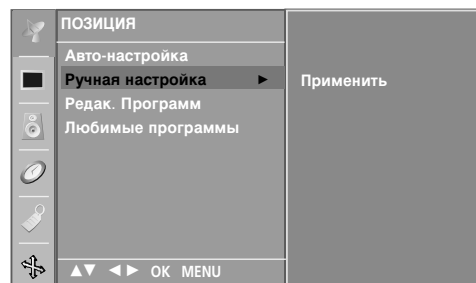 ПОЗИЦИЯ
Авто-настройка
Ручная настройка ►
Применить
Редак. Программ
Любимые программы
▲▼ ◄► OK MENU